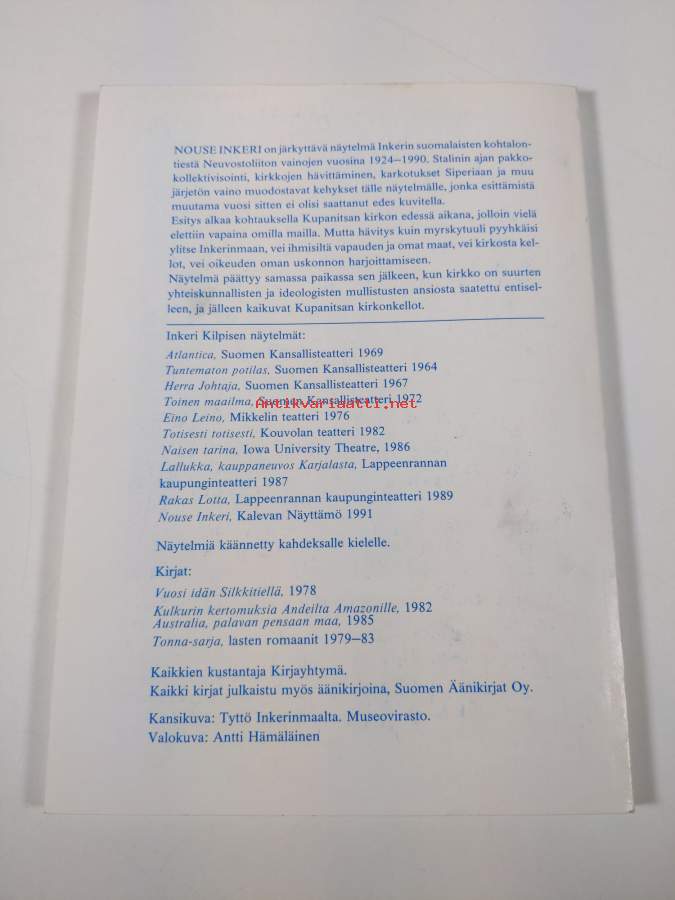 NOUSE INKERI on järkyttävä näytelmä Inkerin suomalaisten kohtalon-
tiestä Neuvostoliiton vainojen vuosina 1924—1990. Stalinin ajan pakko-
kollektivisointi, kirkkojen hävittäminen, karkotukset Siperiaan ja muu
järjetön vaino muodostavat kehykset tälle näytelmälle, jonka esittämistä
muutama vuosi sitten ei olisi saattanut edes kuvitella.
Esitys alkaa kohtauksella Kupanitsan kirkon edessä aikana, jolloin vielä
elettiin vapaina omilla mailla. Mutta hävitys kuin myrskytuuli pyyhkäisi
ylitse Inkerinmaan, vei ihmisiltä vapauden ja omat maat, vei kirkosta kel-
lot, vei oikeuden oman uskonnon harjoittamiseen.
Näytelmä päättyy samassa paikassa sen jälkeen, kun kirkko on suurten
yhteiskunnallisten ja ideologisten mullistusten ansiosta saatettu entisel-
leen, ja jälleen kaikuvat Kupanitsan kirkonkellot.
Inkeri Kilpisen näytelmät:
Atlantica, Suomen Kansallisteatteri 1969
Tuntematon potilas, Suomen Kansallisteatteri 1964
Herra Johtaja, Suomen Kansallisteatteri 1967
Toinen maailma, Suomen Kansallisteatteri 1972
Antikvariaatti.net
Eino Leino, Mikkelin teatteri 1976
Totisesti totisesti, Kouvolan teatteri 1982
Naisen tarina, Iowa University Theatre, 1986
Lallukka, kauppaneuvos Karjalasta, Lappeenrannan
kaupunginteatteri 1987
Rakas Lotta, Lappeenrannan kaupunginteatteri 1989
Nouse Inkeri, Kalevan Näyttämö 1991
Näytelmiä käännetty kahdeksalle kielelle.
Kirjat:
Vuosi idän Silkkitiellä, 1978
Kulkurin kertomuksia Andeilta Amazonille, 1982
Australia, palavan pensaan maa, 1985
Tonna-sarja, lasten romaanit 1979—83
Kaikkien kustantaja Kirjayhtymä.
Kaikki kirjat julkaistu myös äänikirjoina, Suomen Äänikirjat Oy.
Kansikuva: Tyttö Inkerinmaalta. Museovirasto.
Valokuva: Antti Hämäläinen